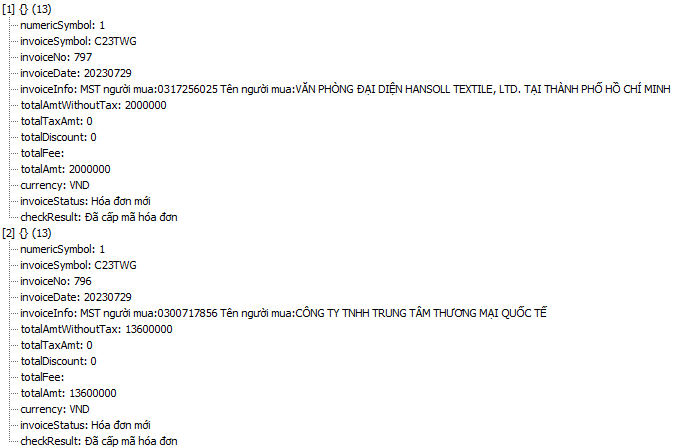 [1] {} (13)
numericSymbol: 1
invoiceSymbol: C23TWG
invoiceNo: 797
invoiceDate: 20230729
invoiceInfo: MST người mua:0317256025 Tên người mua:VĂN PHÒNG ĐẠI DIỆN HANSOLL TEXTILE, LTD. TẠI THÀNH PHỐ HỒ CHÍ MINH
totalAmtWithoutTax: 2000000
totalTaxAmt: 0
totalDiscount: 0
totalFee:
totalAmt: 2000000
currency: VND
invoiceStatus: Hóa đơn mới
checkResult: Đã cấp mã hóa đơn
[2] {} (13)
numericSymbol: 1
invoiceSymbol: C23TWG
invoiceNo: 796
invoiceDate: 20230729
invoiceInfo: MST người mua:0300717856 Tên người mua:CÔNG TY TNHH TRUNG TÂM THƯƠNG MẠI QUỐC TẾ
totalAmtWithoutTax: 13600000
totalTaxAmt: 0
totalDiscount: 0
totalFee:
totalAmt: 13600000
currency: VND
invoiceStatus: Hóa đơn mới
checkResult: Đã cấp mã hóa đơn